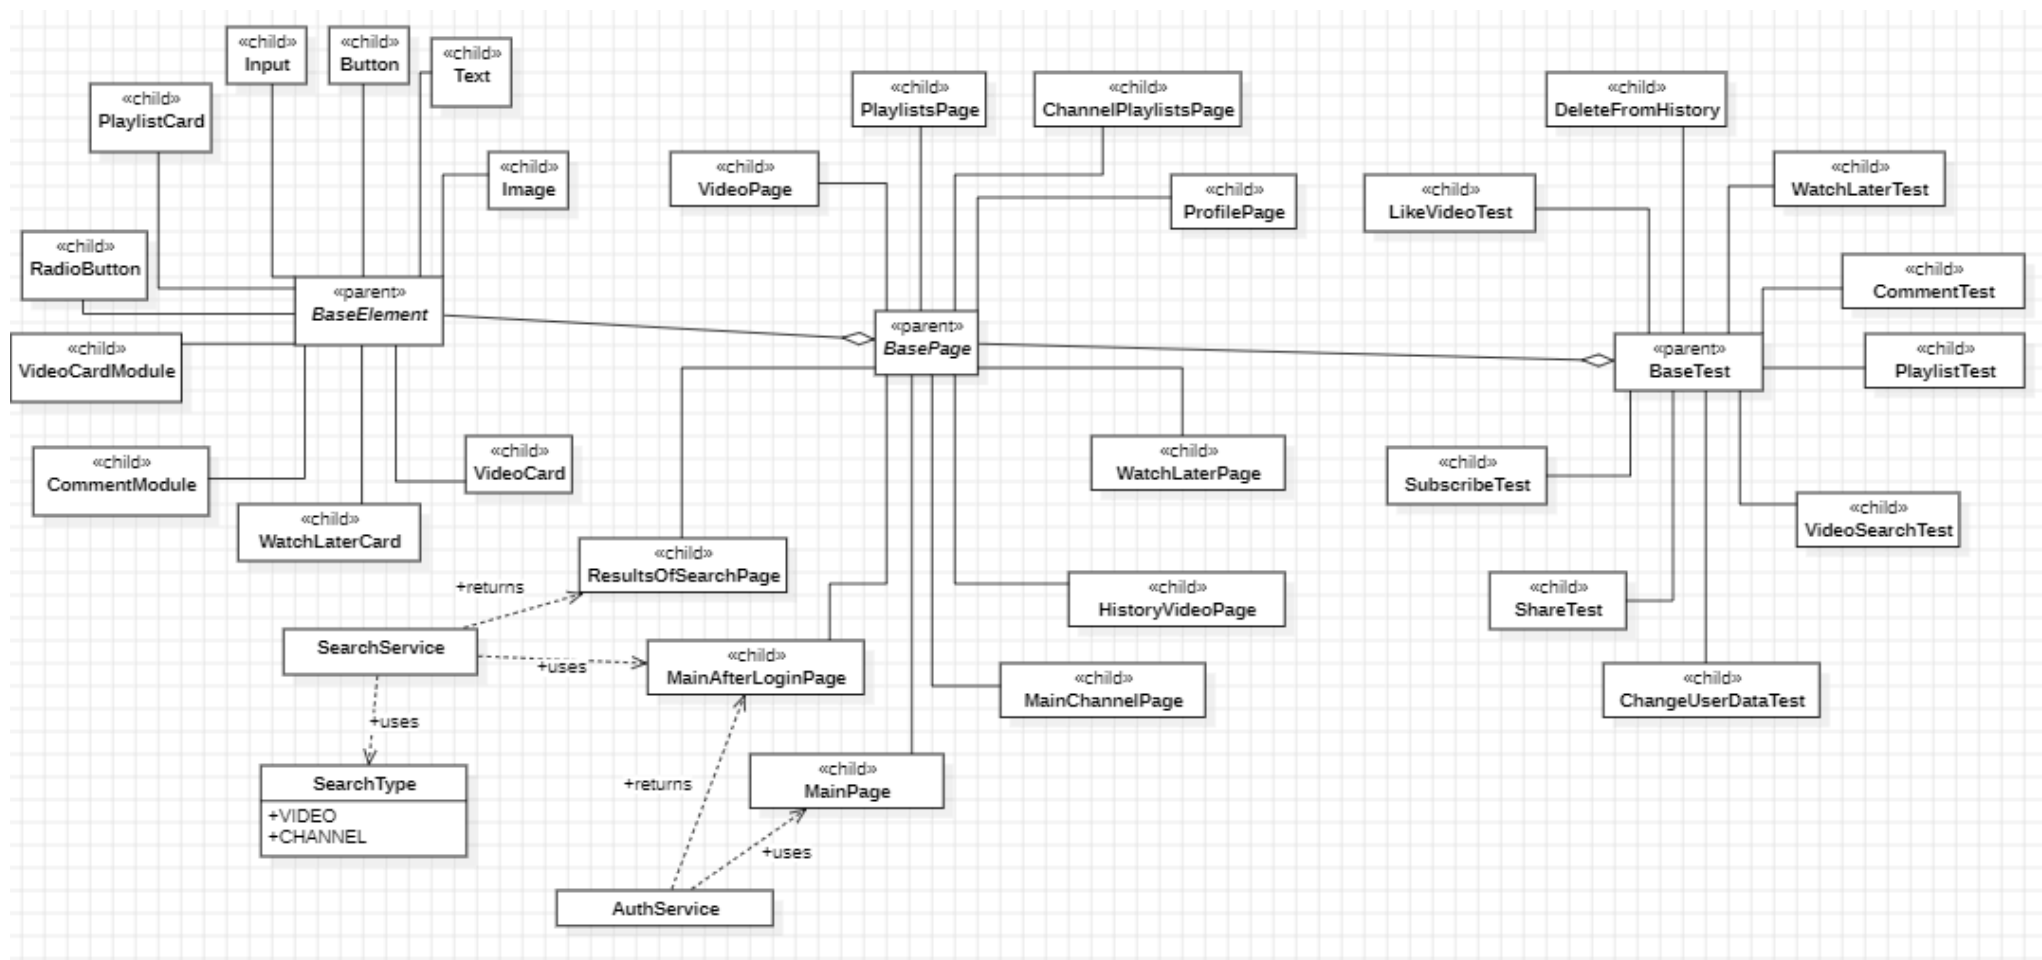 «child»
Input
«child»
Button
«child»
Text
«child»
PlaylistCard
«child»
Image
«child»
RadioButton
«parent»
BaseElement
«child»
VideoCardModule
«child»
CommentModule
«child»
WatchLaterCard
«child»
VideoCard
«child»
PlaylistsPage
«child»
ChannelPlaylistsPage
«child»
VideoPage
«child»
ProfilePage
«parent»
BasePage
«child»
WatchLaterPage
«child»
ResultsOfSearchPage
«child»
HistoryVideoPage
«child»
MainAfterLoginPage
«child»
MainChannelPage
«child»
MainPage
+returns
SearchService
+uses
+uses
SearchType
+VIDEO
+CHANNEL
+returns
+uses
AuthService
«child»
DeleteFromHistory
«child»
WatchLaterTest
«child»
LikeVideoTest
«child»
CommentTest
«parent»
BaseTest
«child»
PlaylistTest
«child»
SubscribeTest
«child»
VideoSearchTest
«child»
ShareTest
«child»
ChangeUserDataTest